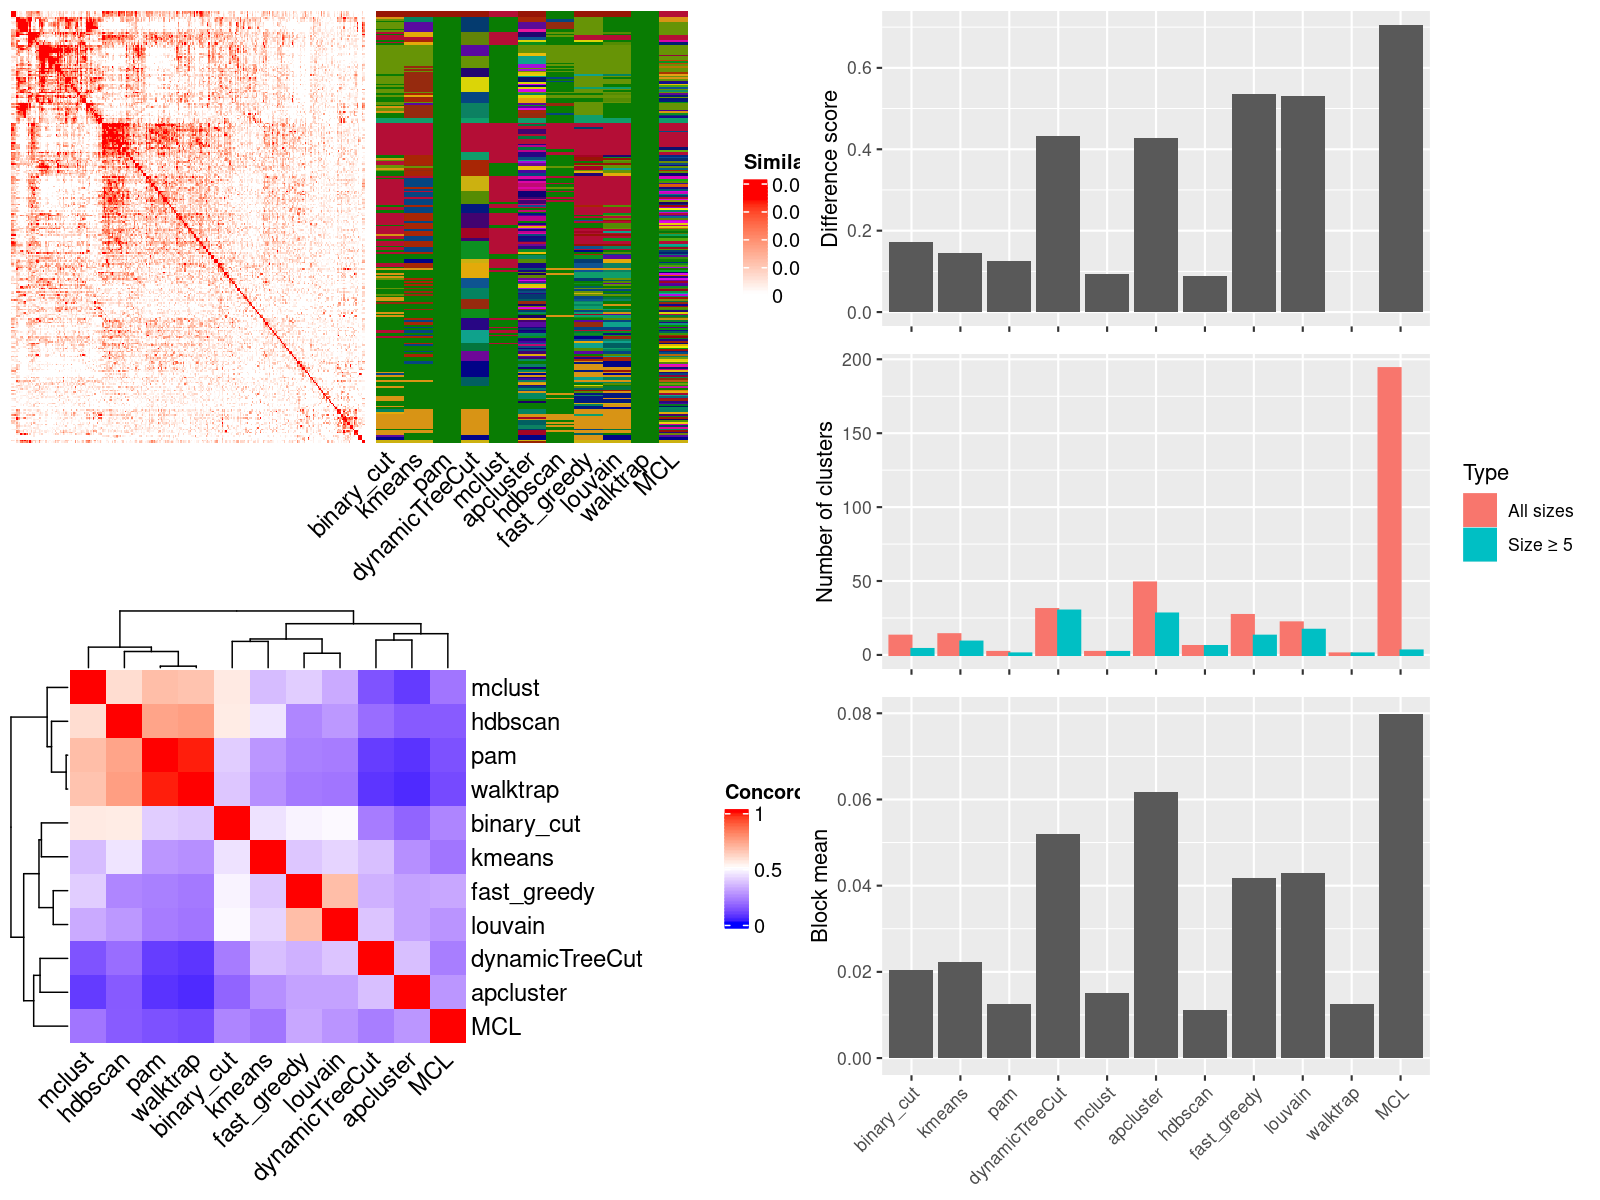 Simila
0.0
0.0
0.0
0.0
0
binary_cut
kmeans
pam
dynamicTreeCut
mclust
apcluster
hdbscan
fast_greedy
louvain
walktrap
MCL
mclust
hdbscan
pam
walktrap
binary_cut
kmeans
fast_greedy
louvain
dynamicTreeCut
apcluster
MCL
mclust
hdbscan
pam
walktrap
binary_cut
kmeans
fast_greedy
louvain
dynamicTreeCut
apcluster
MCL
Concord
1
0.5
0
Difference score
0.6
0.4
0.2
0.0
Number of clusters
200
150
100
50
0
Type
All sizes
Size ≥ 5
Block mean
0.08
0.06
0.04
0.02
0.00
binary_cut
kmeans
pam
dynamicTreeCut
mclust
apcluster
hdbscan
fast_greedy
louvain
walktrap
MCL